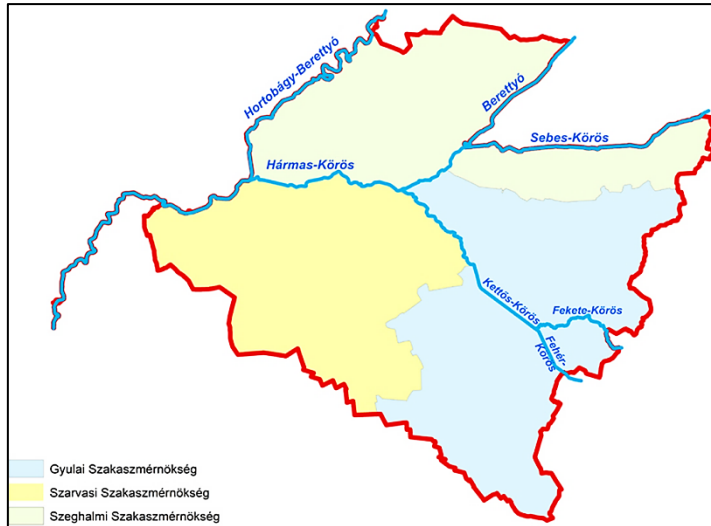 Hortobágy-Berettyó
Berettyó
Sebes-Körös
Hármas-Körös
Kettős-Körös
Fekete-Körös
Fehér-
Körös
Gyulai Szakaszmérnökség
Szarvasi Szakaszmérnökség
Szeghalmi Szakaszmérnökség